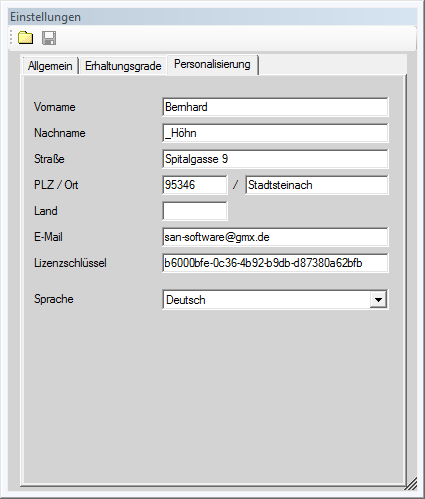 Einstellungen
Allgemein Erhaltungsgrade Personalisierung
Vorname Bernhard
Nachname _Höhn
Straße Spitalgasse 9
PLZ / Ort 95346 / Stadtsteinach
Land
E-Mail san-software@gmx.de
Lizenzschlüssel b6000bfe-0c36-4b92-b9db-d87380a62bfb
Sprache Deutsch